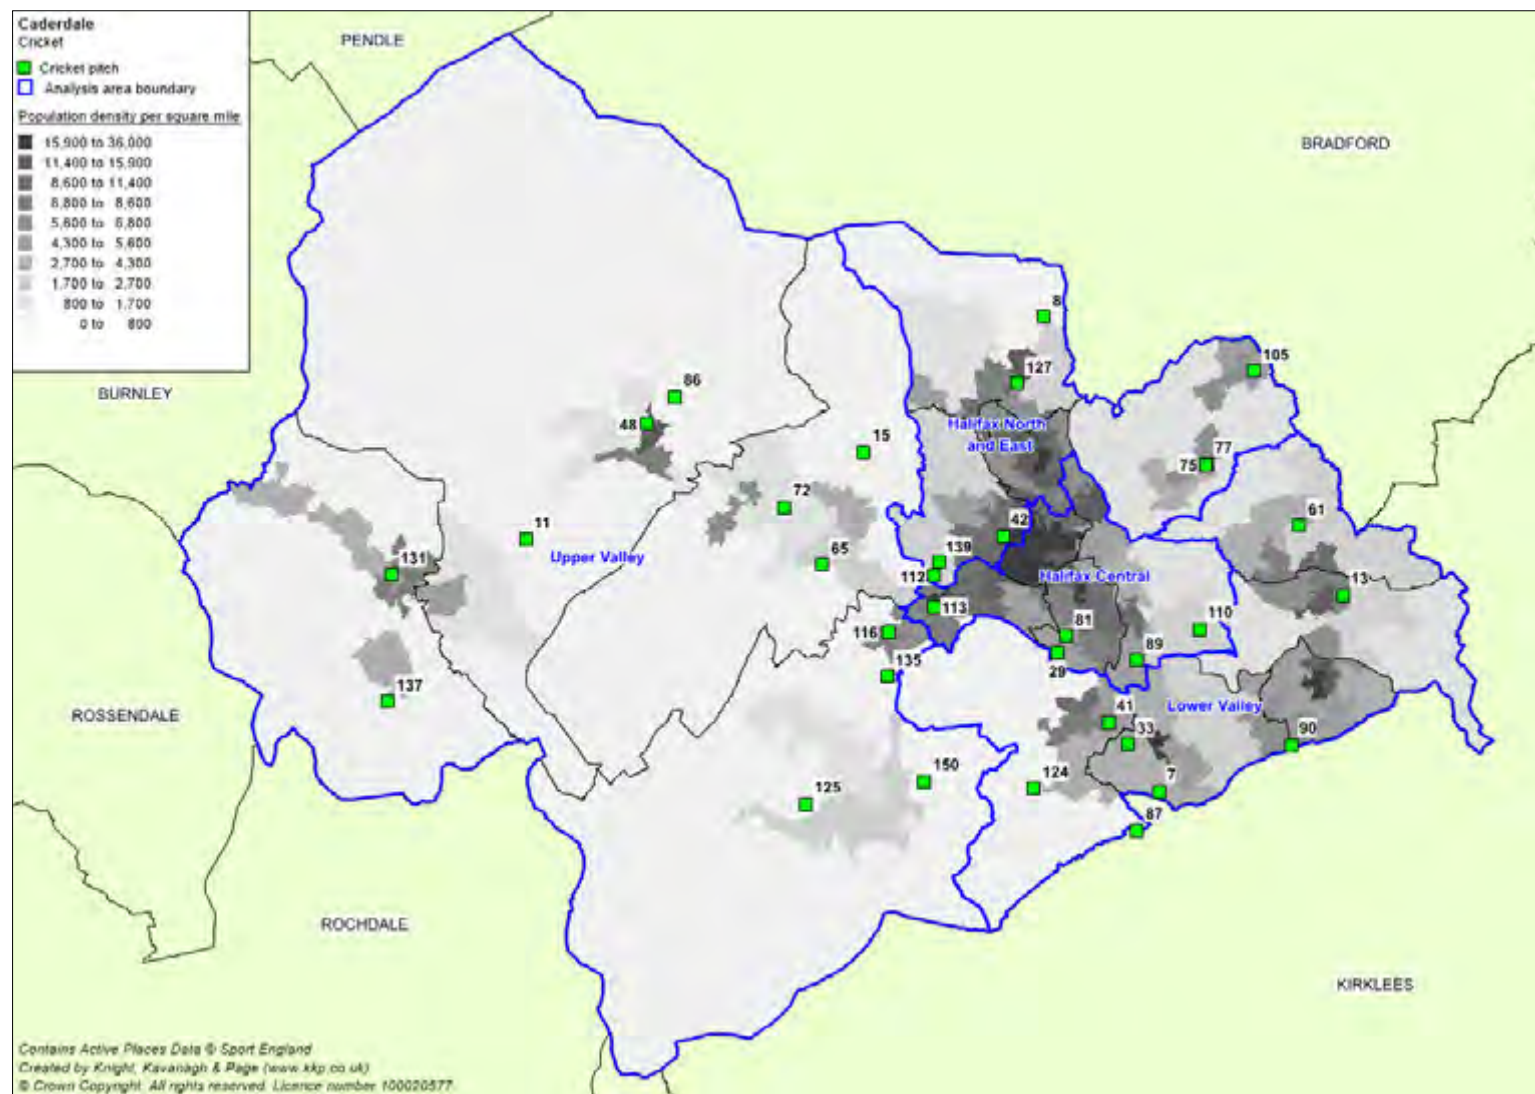 Caderdale
Cricket
Cricket pitch
Analysis area boundary
Population density per square mile
15,900 to 36,000
11,400 to 15,900
8,600 to 11,400
6,800 to 8,600
5,600 to 6,800
4,300 to 5,600
2,700 to 4,300
1,700 to 2,700
800 to 1,700
0 to 800
PENDLE
BRADFORD
8
105
127
BURNLEY
86
48
Halifax North
and East
15
77
75
72
42
61
11
Upper Valley
65
139
131
112
Halifax Central
13
113
110
116
81
89
29
135
137
ROSSENDALE
41
Lower Valley
33
90
150
124
7
125
87
ROCHDALE
KIRKLEES
Contains Active Places Data © Sport England
Created by Knight, Kavanagh & Page (www.kkp.co.uk)
© Crown Copyright. All rights reserved. Licence number 100020577.